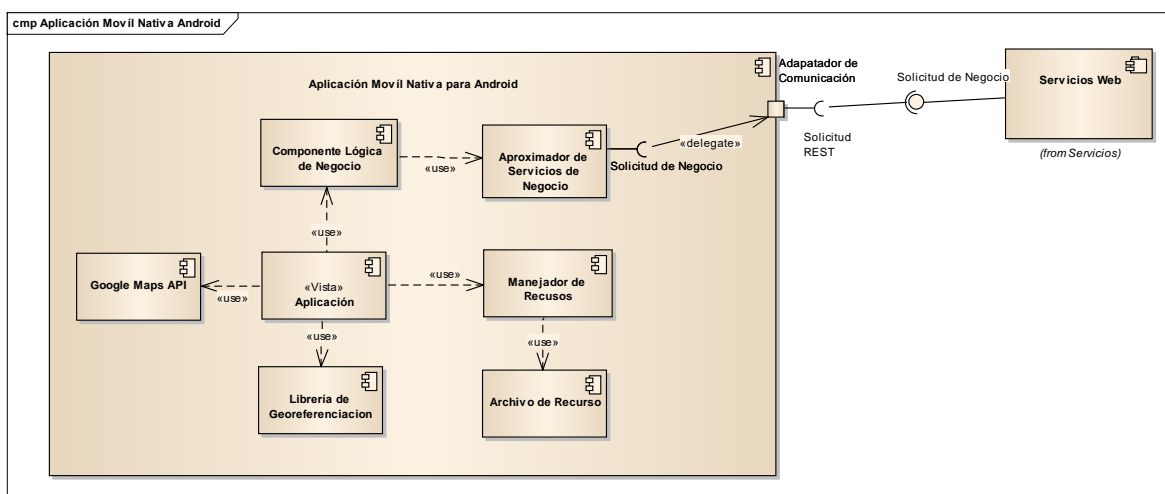 cmp Aplicación Movíl Nativa Android
Aplicación Movíl Nativa para Android
Adapatador de
Comunicación
Solicitud de Negocio
Servicios Web
(from Servicios)
Solicitud
REST
Componente Lógica
de Negocio
«use»
Aproximador de
Servicios de
Negocio
Solicitud de Negocio
«delegate»
«use»
Google Maps API
«use»
«Vista»
Aplicación
«use»
Manejador de
Recusos
«use»
«use»
Librería de
Georeferenciacion
Archivo de Recurso